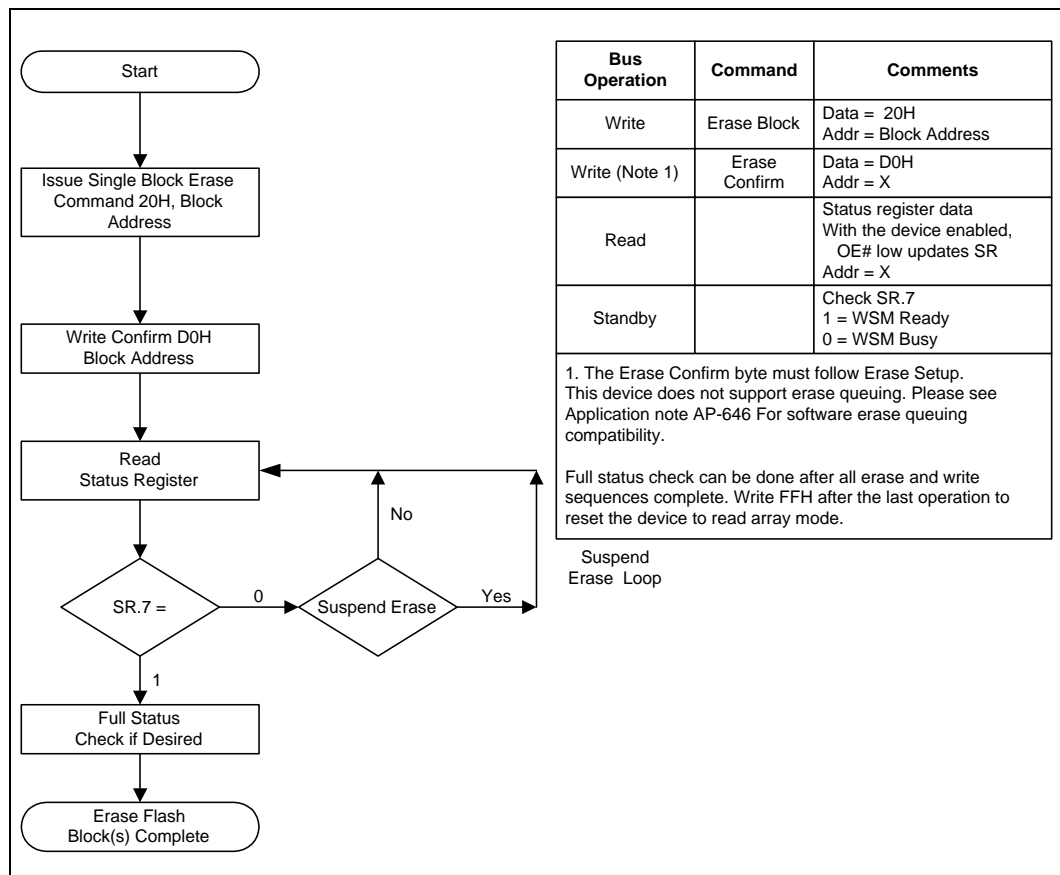 Start
Issue Single Block Erase
Command 20H, Block
Address
Write Confirm D0H
Block Address
Read
Status Register
No
SR.7 =
0
Suspend Erase
Yes
1
Full Status
Check if Desired
Erase Flash
Block(s) Complete
Bus
Operation
Command
Comments
Write
Erase Block
Data = 20H
Addr = Block Address
Write (Note 1)
Erase
Confirm
Data = D0H
Addr = X
Read
Status register data
With the device enabled,
OE# low updates SR
Addr = X
Standby
Check SR.7
1 = WSM Ready
0 = WSM Busy
1. The Erase Confirm byte must follow Erase Setup.
This device does not support erase queuing. Please see
Application note AP-646 For software erase queuing
compatibility.
Full status check can be done after all erase and write
sequences complete. Write FFH after the last operation to
reset the device to read array mode.
Suspend
Erase Loop